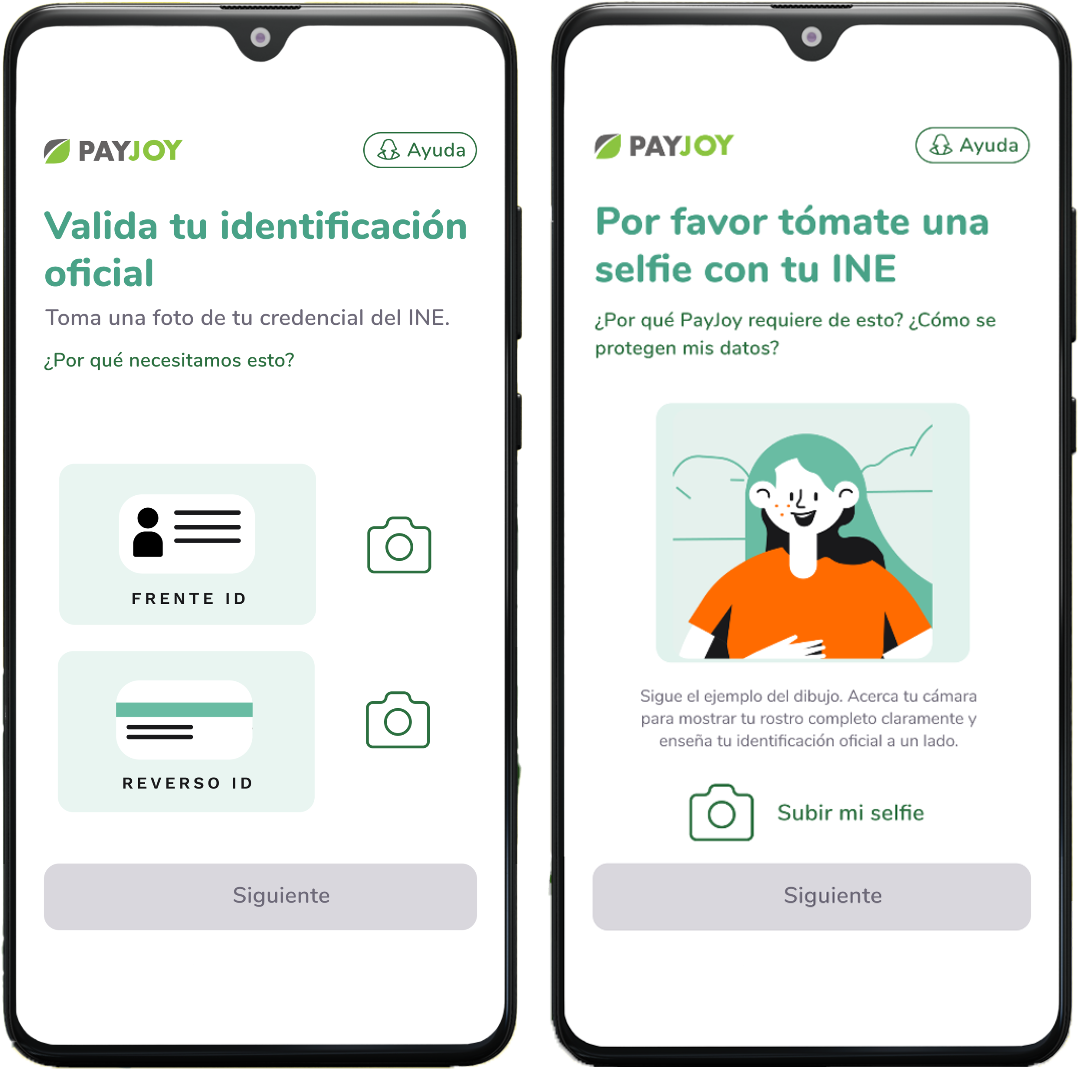 PAYJOY
Ayuda
Valida tu identificación
oficial
Toma una foto de tu credencial del INE.
¿Por qué necesitamos esto?
FRENTE ID
REVERSO ID
Siguiente
PAYJOY
Ayuda
Por favor tómate una
selfie con tu INE
¿Por qué PayJoy requiere de esto? ¿Cómo se
protegen mis datos?
Sigue el ejemplo del dibujo. Acerca tu cámara
para mostrar tu rostro completo claramente y
enseña tu identificación oficial a un lado.
Subir mi selfie
Siguiente